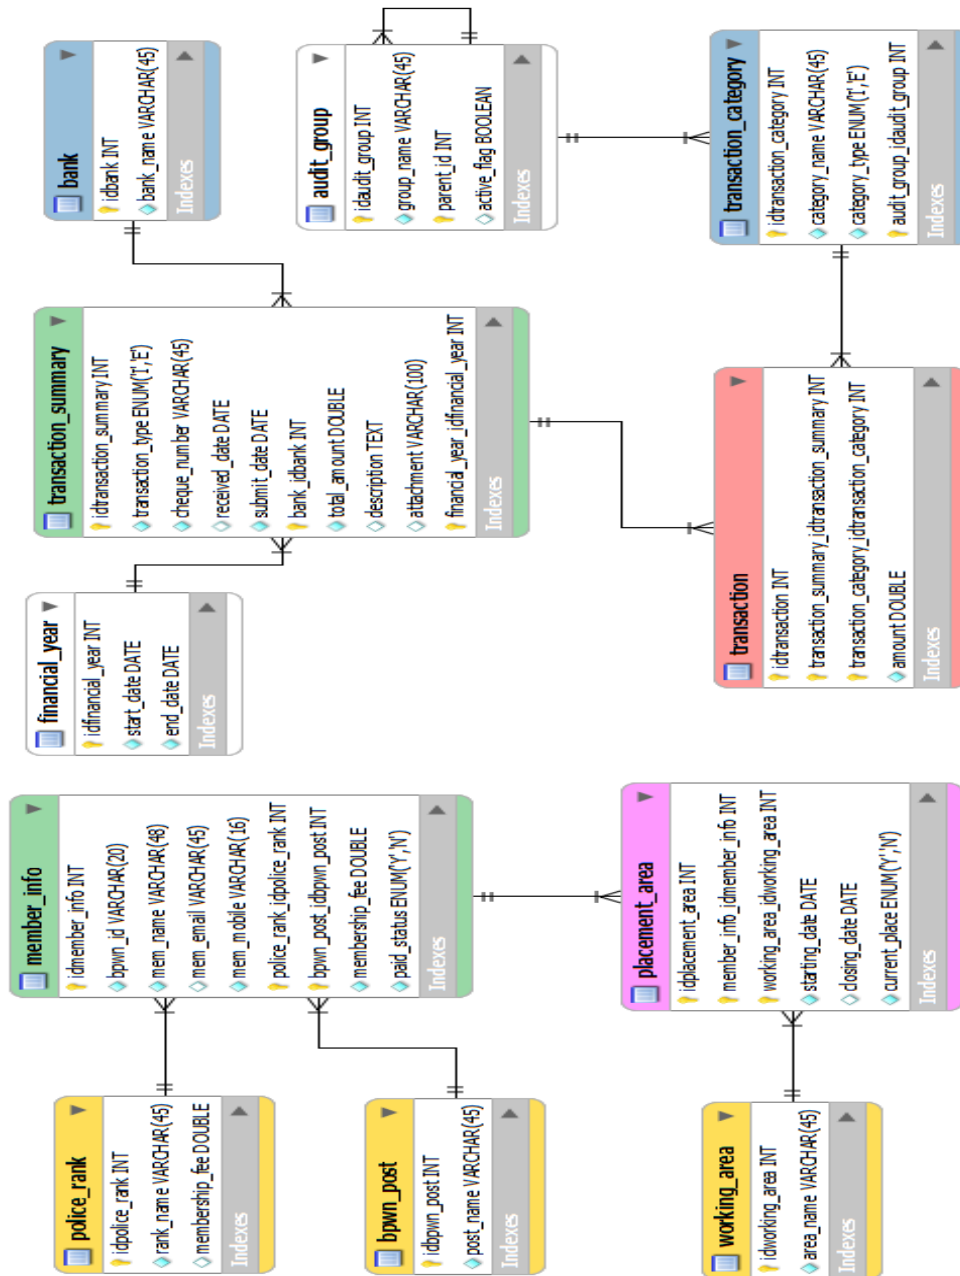 police_rank
idpolice_rank INT
rank_name VARCHAR(45)
membership_fee DOUBLE
Indexes
member_info
idmember_info INT
bpwn_id VARCHAR(20)
mem_name VARCHAR(48)
mem_email VARCHAR(45)
mem_mobile VARCHAR(16)
police_rank_idpolice_rank INT
bpwn_post_idbpwn_post INT
membership_fee DOUBLE
paid_status ENUM('Y','N')
Indexes
financial_year
idfinancial_year INT
start_date DATE
end_date DATE
Indexes
transaction_summary
idtransaction_summary INT
transaction_type ENUM('I','E')
cheque_number VARCHAR(45)
received_date DATE
submit_date DATE
bank_idbank INT
total_amount DOUBLE
description TEXT
attachment VARCHAR(100)
financial_year_idfinancial_year INT
Indexes
bank
idbank INT
bank_name VARCHAR(45)
Indexes
bpwn_post
idbpwn_post INT
post_name VARCHAR(45)
Indexes
audit_group
idaudit_group INT
group_name VARCHAR(45)
parent_id INT
active_flag BOOLEAN
Indexes
working_area
idworking_area INT
area_name VARCHAR(45)
Indexes
placement_area
idplacement_area INT
member_info_idmember_info INT
working_area_idworking_area INT
starting_date DATE
closing_date DATE
current_place ENUM('Y','N')
Indexes
transaction
idtransaction INT
transaction_summary_idtransaction_summary INT
transaction_category_idtransaction_category INT
amount DOUBLE
Indexes
transaction_category
idtransaction_category INT
category_name VARCHAR(45)
category_type ENUM('I','E')
audit_group_idaudit_group INT
Indexes